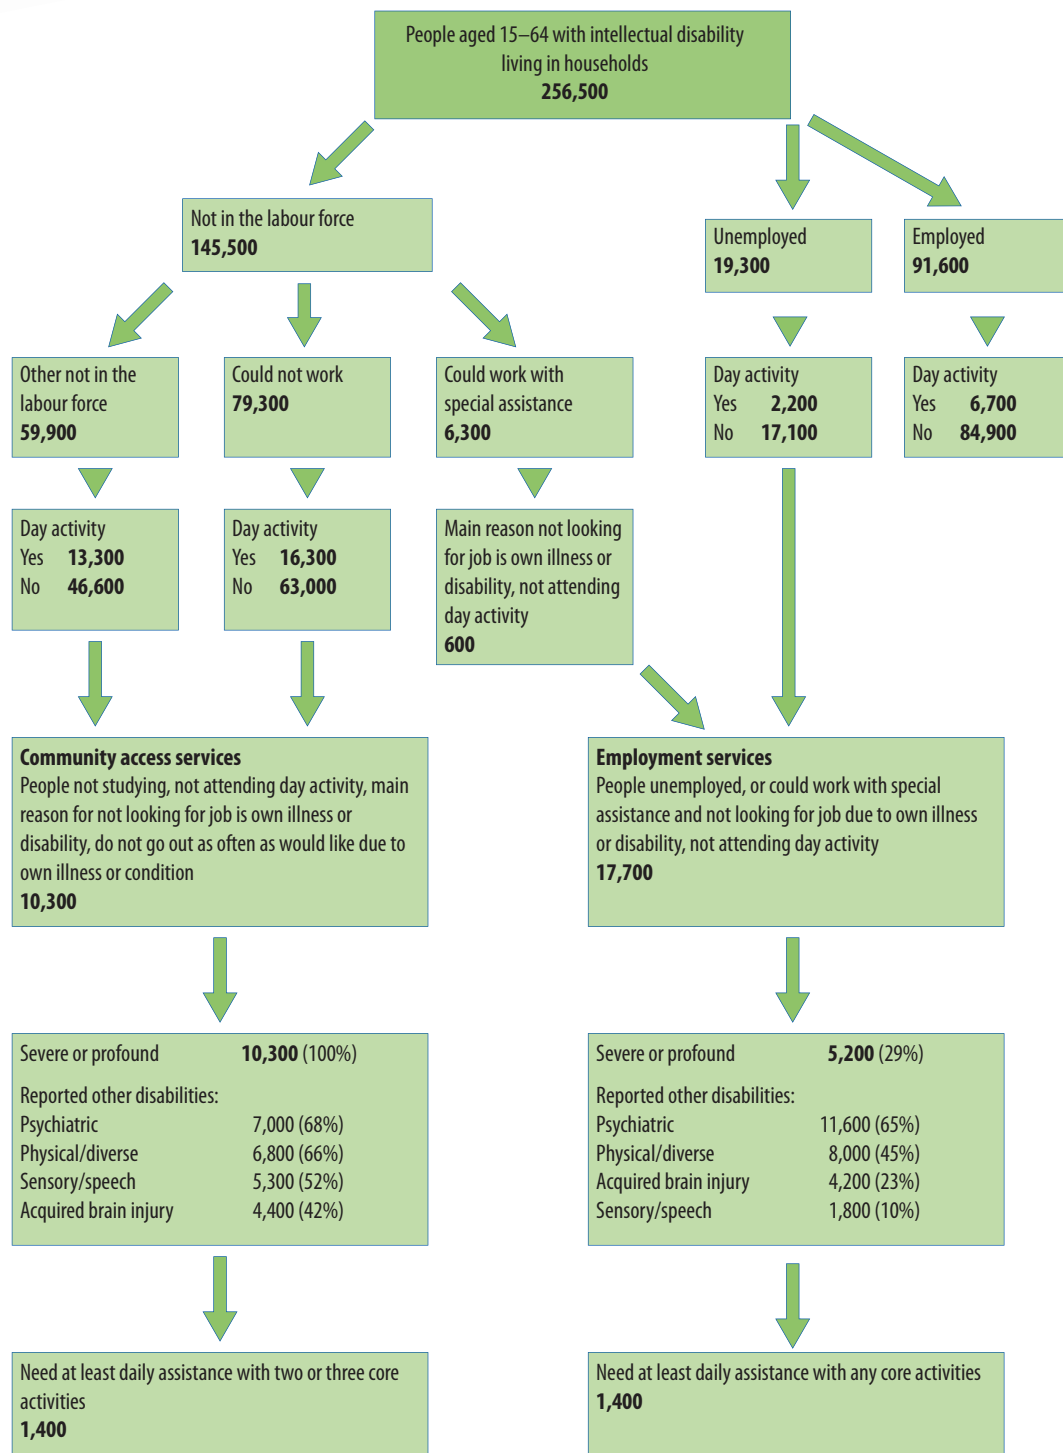 People aged 15–64 with intellectual disability
living in households
256,500
Not in the labour force
145,500
Unemployed
19,300
Employed
91,600
Other not in the
labour force
59,900
Could not work
79,300
Could work with
special assistance
6,300
Day activity
Yes 2,200
No 17,100
Day activity
Yes 6,700
No 84,900
Day activity
Yes 13,300
No 46,600
Day activity
Yes 16,300
No 63,000
Main reason not looking
for job is own illness or
disability, not attending
day activity
600
Community access services
People not studying, not attending day activity, main
reason for not looking for job is own illness or
disability, do not go out as often as would like due to
own illness or condition
10,300
Employment services
People unemployed, or could work with special
assistance and not looking for job due to own illness
or disability, not attending day activity
17,700
Severe or profound 10,300 (100%)
Reported other disabilities:
Psychiatric 7,000 (68%)
Physical/diverse 6,800 (66%)
Sensory/speech 5,300 (52%)
Acquired brain injury 4,400 (42%)
Severe or profound 5,200 (29%)
Reported other disabilities:
Psychiatric 11,600 (65%)
Physical/diverse 8,000 (45%)
Acquired brain injury 4,200 (23%)
Sensory/speech 1,800 (10%)
Need at least daily assistance with two or three core
activities
1,400
Need at least daily assistance with any core activities
1,400